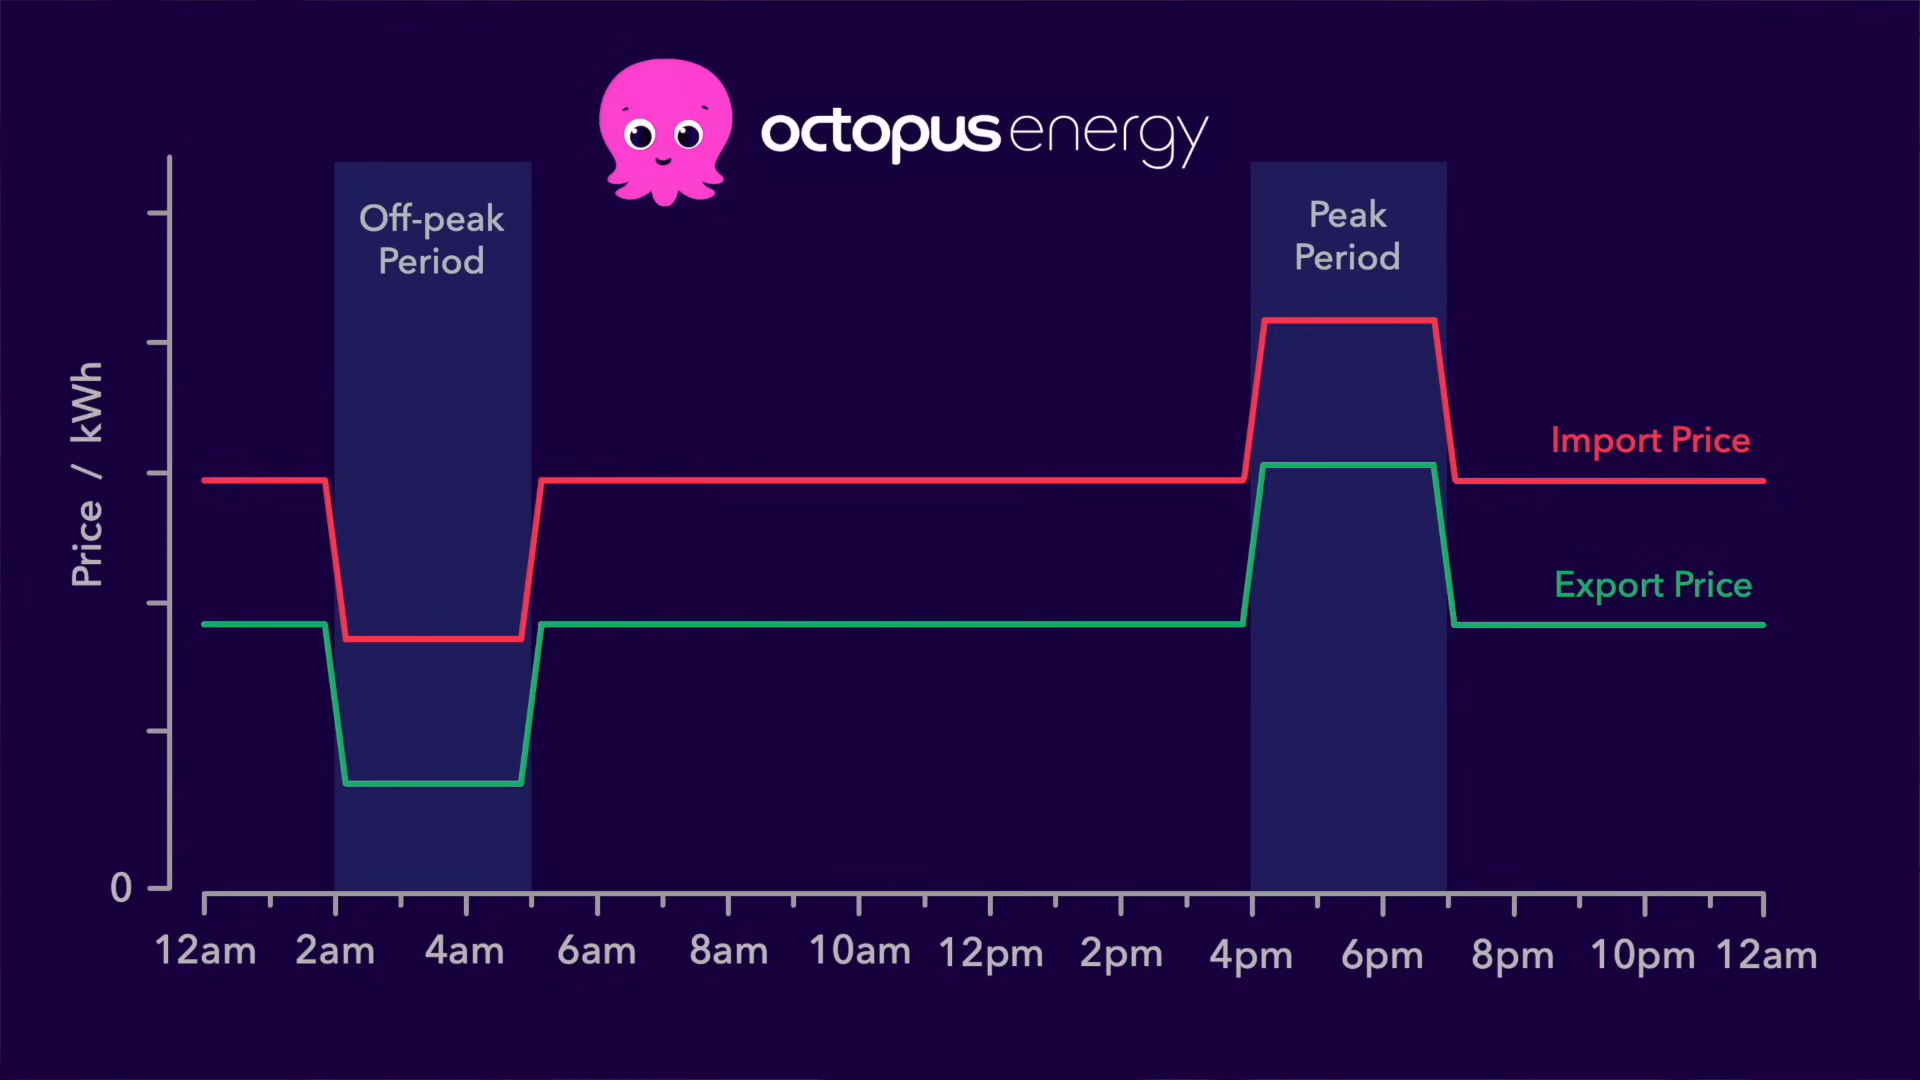 octopus energy
Off-peak
Period
Peak
Period
Price / kWh
Import Price
Export Price
0
12am 2am 4am 6am 8am 10am 12pm 2pm 4pm 6pm 8pm 10pm 12am